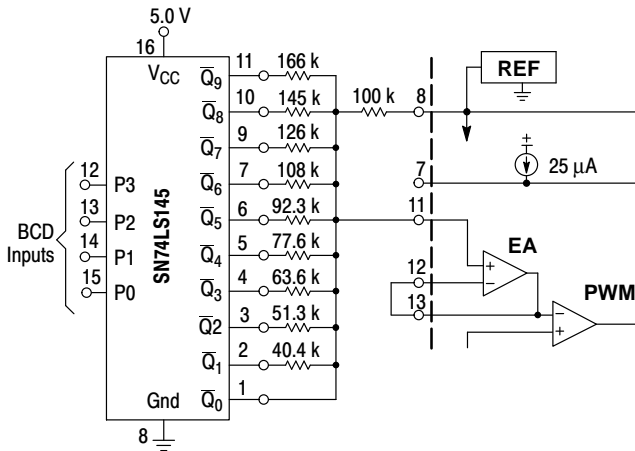 5.0 V
16
VCC
SN74LS145
BCD
Inputs
12 P3
13 P2
14 P1
15 P0
Q̅9 11 166 k
Q̅8 10 145 k
Q̅7 9 126 k
Q̅6 7 108 k
Q̅5 6 92.3 k
Q̅4 5 77.6 k
Q̅3 4 63.6 k
Q̅2 3 51.3 k
Q̅1 2 40.4 k
Q̅0 1
Gnd
8
100 k 8
REF
7
+
25 μA
11
EA
+
−
12
13
PWM
−
+